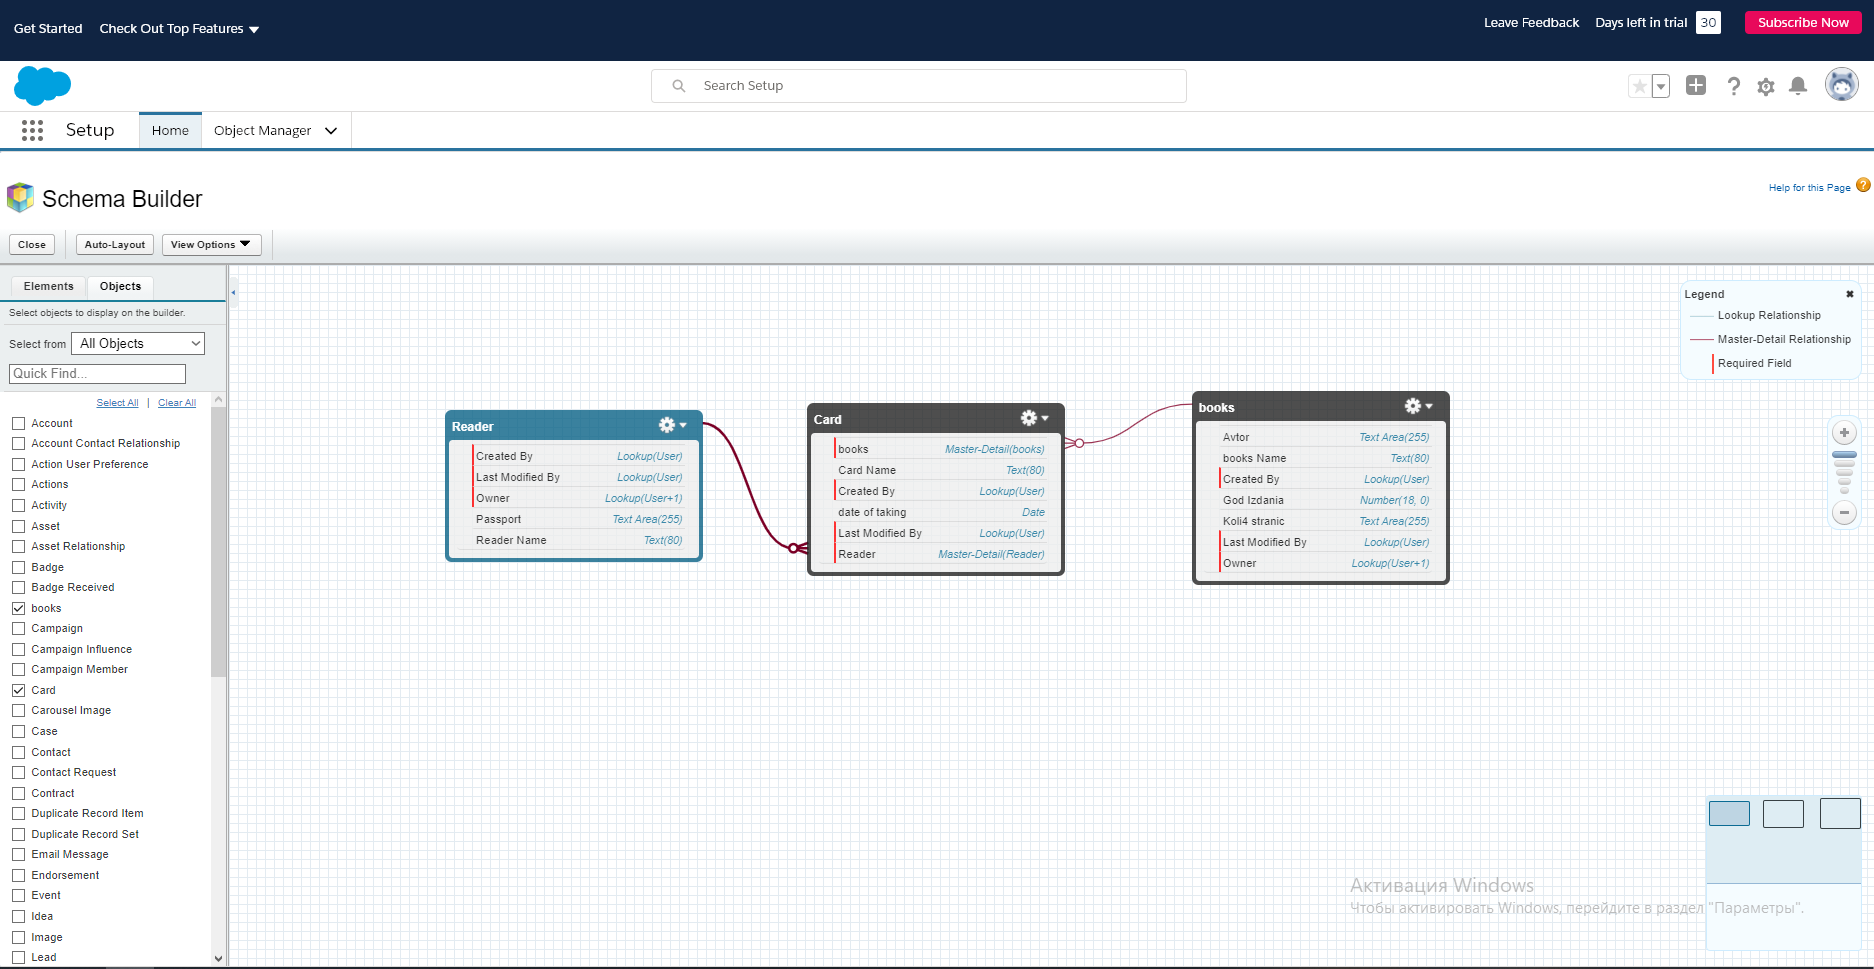 Get Started Check Out Top Features
Leave Feedback Days left in trial 30 Subscribe Now
Search Setup
Setup Home Object Manager
Schema Builder
Help for this Page ?
Close Auto-Layout View Options
Elements Objects
Select objects to display on the builder.
Select from All Objects
Quick Find...
Select All | Clear All
Account
Account Contact Relationship
Action User Preference
Actions
Activity
Asset
Asset Relationship
Badge
Badge Received
books
Campaign
Campaign Influence
Campaign Member
Card
Carousel Image
Case
Contact
Contact Request
Contract
Duplicate Record Item
Duplicate Record Set
Email Message
Endorsement
Event
Idea
Image
Lead
Reader
Created By Lookup(User)
Last Modified By Lookup(User)
Owner Lookup(User+1)
Passport Text Area(255)
Reader Name Text(80)
Card
books Master-Detail(books)
Card Name Text(80)
Created By Lookup(User)
date of taking Date
Last Modified By Lookup(User)
Reader Master-Detail(Reader)
books
Avtor Text Area(255)
books Name Text(80)
Created By Lookup(User)
God Izdania Number(18, 0)
Koli4 stranic Text Area(255)
Last Modified By Lookup(User)
Owner Lookup(User+1)
Legend
Lookup Relationship
Master-Detail Relationship
Required Field
Активация Windows
Чтобы активировать Windows, перейдите в раздел "Параметры".